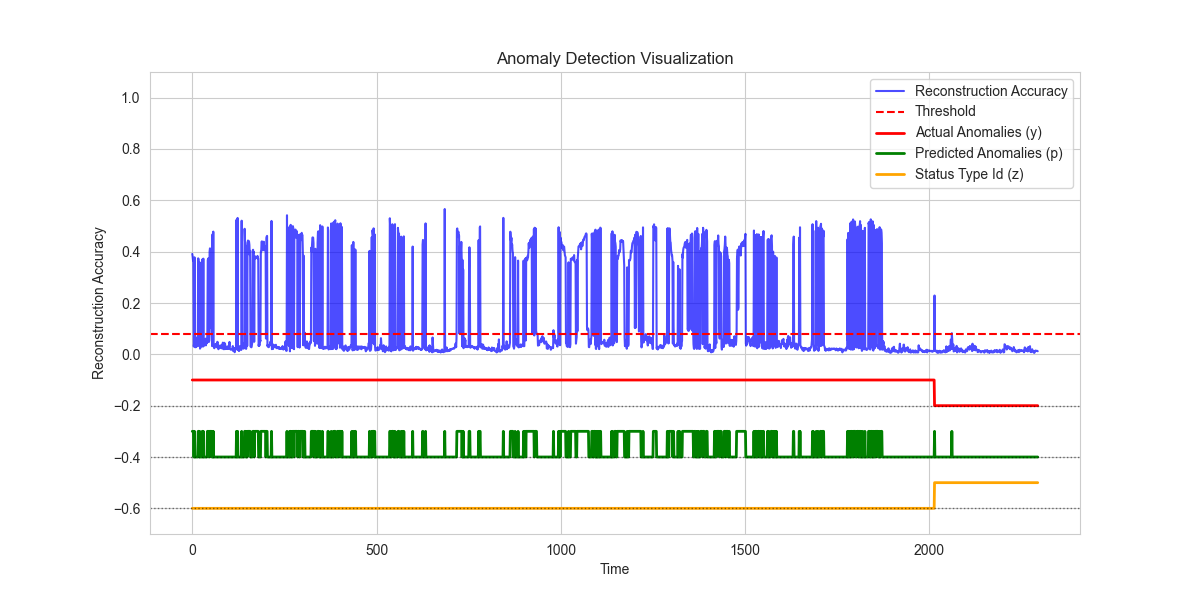 Anomaly Detection Visualization
Reconstruction Accuracy
Threshold
Actual Anomalies (y)
Predicted Anomalies (p)
Status Type Id (z)
Reconstruction Accuracy
1.0
0.8
0.6
0.4
0.2
0.0
−0.2
−0.4
−0.6
0 500 1000 1500 2000
Time